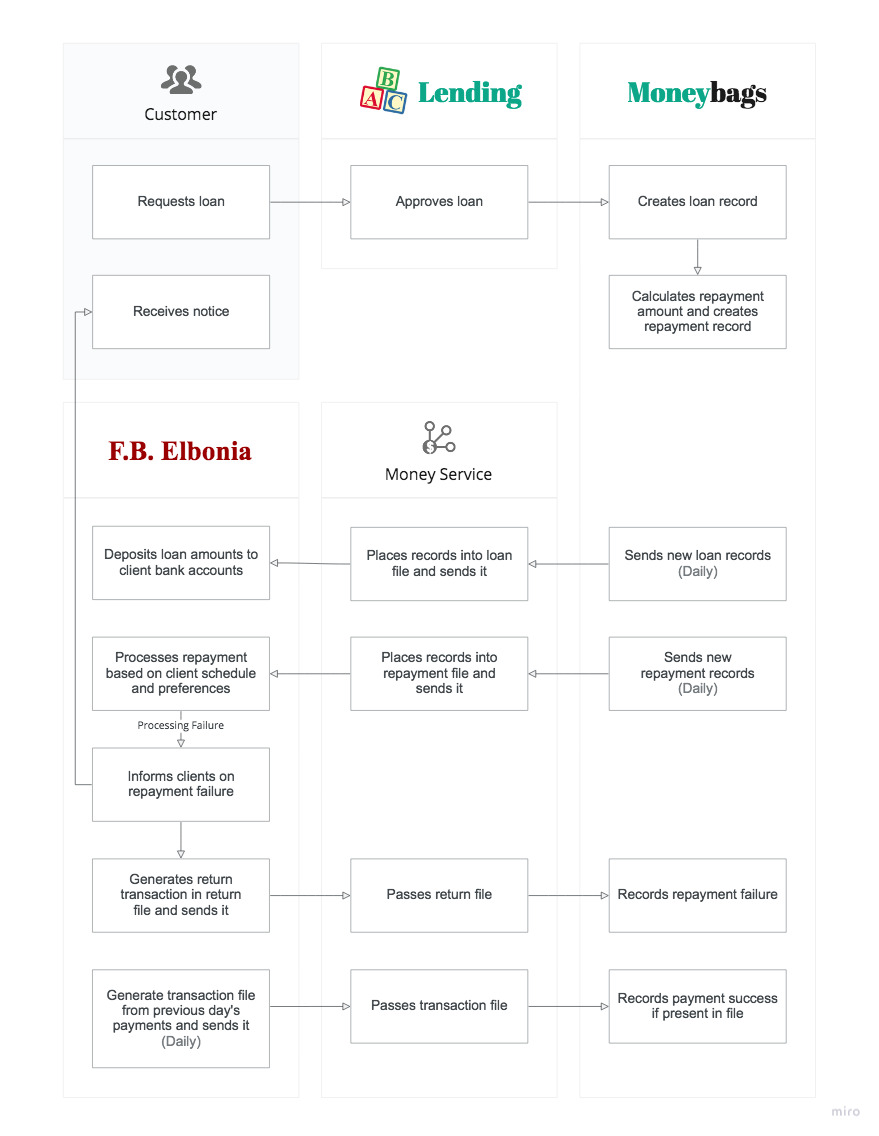 Customer
B
A
C
Lending
Moneybags
Requests loan
Approves loan
Creates loan record
Receives notice
Calculates repayment
amount and creates
repayment record
F.B. Elbonia
Money Service
Deposits loan amounts to
client bank accounts
Places records into loan
file and sends it
Sends new loan records
(Daily)
Processes repayment
based on client schedule
and preferences
Places records into
repayment file and
sends it
Sends new
repayment records
(Daily)
Processing Failure
Informs clients on
repayment failure
Generates return
transaction in return
file and sends it
Passes return file
Records repayment failure
Generate transaction file
from previous day's
payments and sends it
(Daily)
Passes transaction file
Records payment success
if present in file
miro